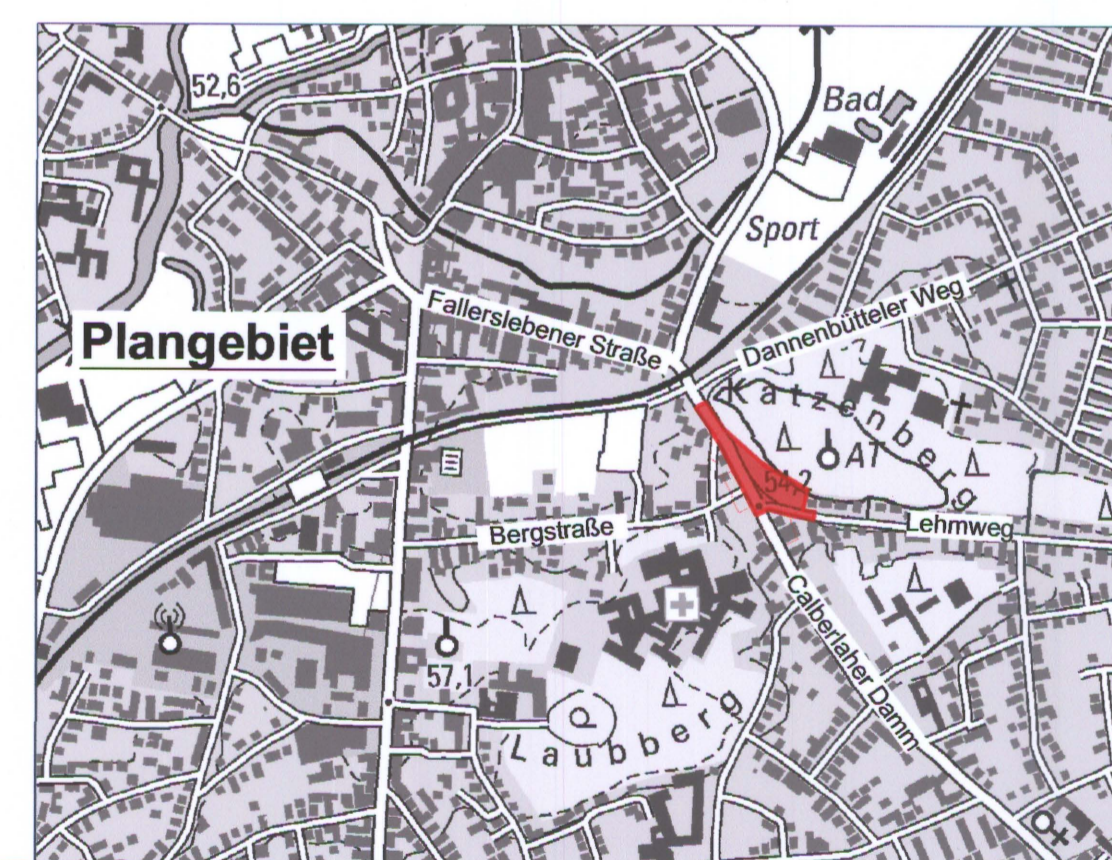 52,6
Bad
Sport
Plangebiet
Fallerslebener Straße
Dannenbütteler Weg
Katzenberg
AT
54,2
Bergstraße
Lehmweg
Calberlaher Damm
57,1
Laubberg